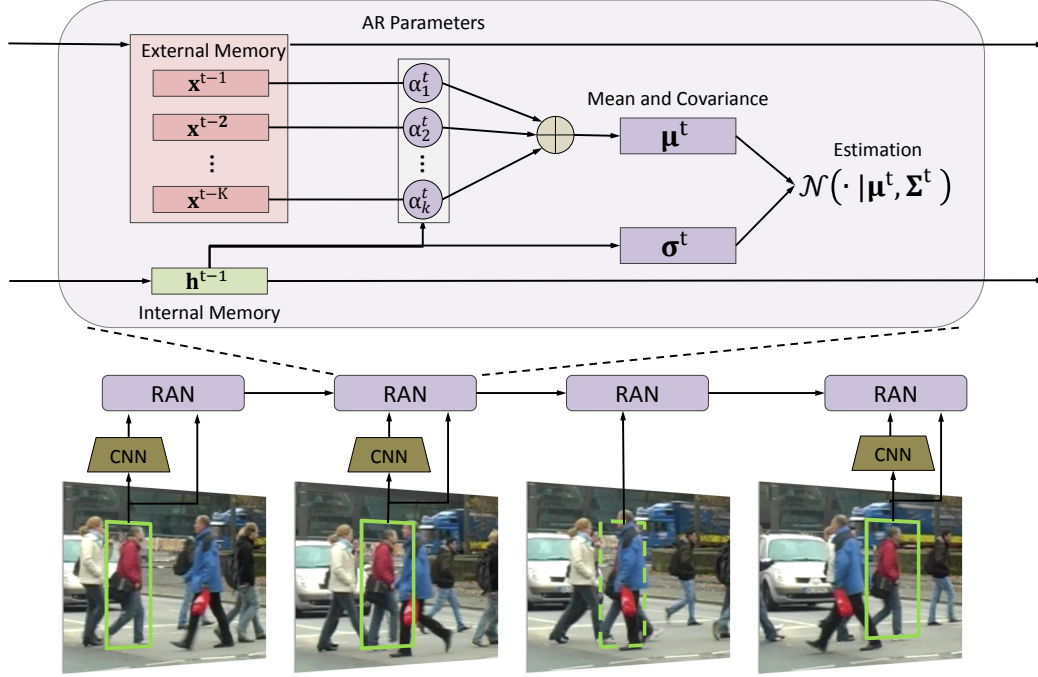 AR Parameters
External Memory
x^{t-1}
α_1^t
x^{t-2}
α_2^t
⋮
⋮
x^{t-K}
α_k^t
Mean and Covariance
μ^t
σ^t
Estimation
𝒩(· |μ^t, Σ^t)
h^{t-1}
Internal Memory
RAN
RAN
RAN
RAN
CNN
CNN
CNN